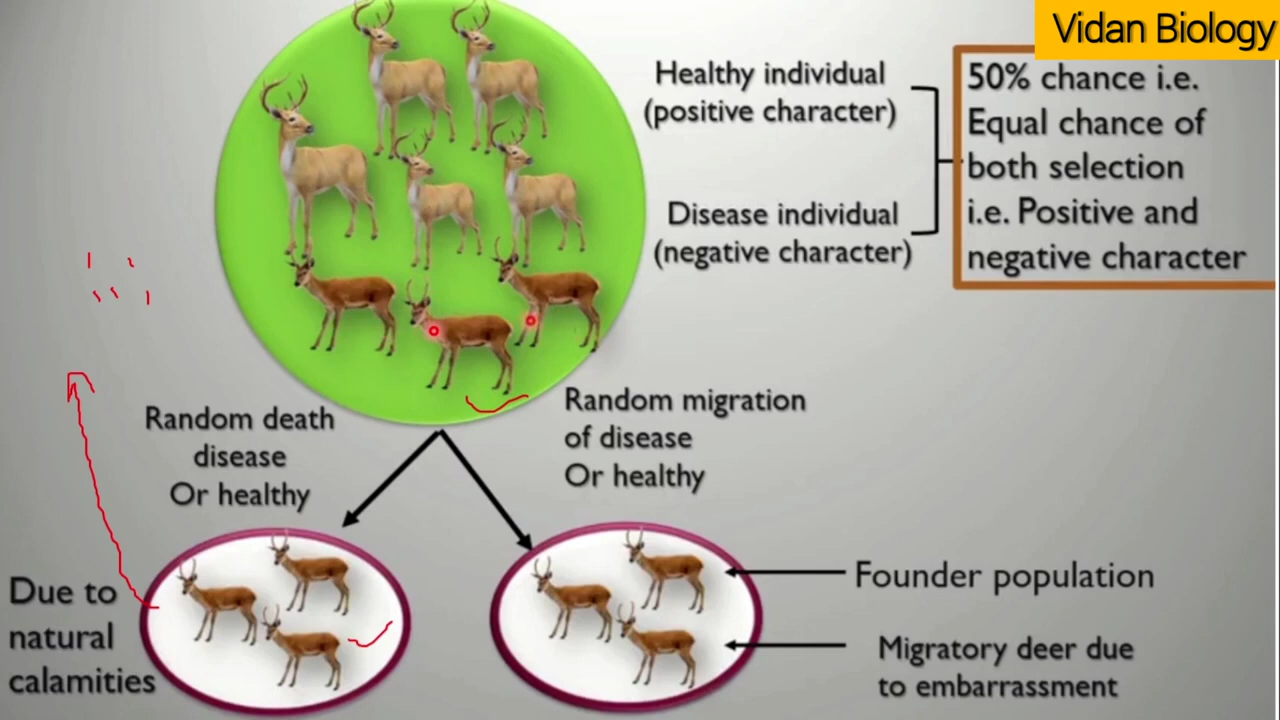 Vidan Biology
Healthy individual
(positive character)
Disease individual
(negative character)
50% chance i.e.
Equal chance of
both selection
i.e. Positive and
negative character
Random death
disease
Or healthy
Random migration
of disease
Or healthy
Due to
natural
calamities
Founder population
Migratory deer due
to embarrassment